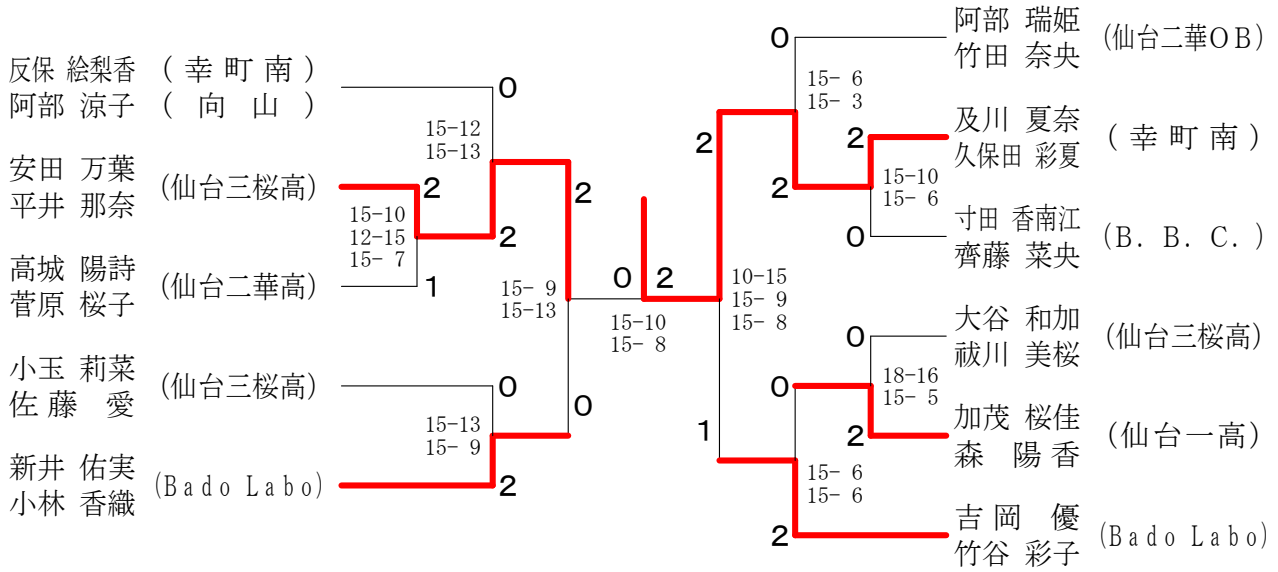 反保 絵梨香 (幸町南)
阿部 涼子 (向山)
0
15-12
15-13
安田 万葉
平井 那奈
(仙台三桜高)
2
15-10
12-15
15- 7
2
2
高城 陽詩
菅原 桜子
(仙台二華高)
1
15- 9
15-13
小玉 莉菜
佐藤 愛
(仙台三桜高)
0
15-13
15- 9
0
新井 佑実
小林 香織
(Bado Labo)
2
0 2
15-10
15- 8
阿部 瑞姫
竹田 奈央
(仙台二華OB)
0
15- 6
15- 3
2
及川 夏奈
久保田 彩夏
(幸町南)
2
15-10
15- 6
2
寸田 香南江
齊藤 菜央
(B. B. C. )
0
10-15
15- 9
15- 8
大谷 和加
祓川 美桜
(仙台三桜高)
0
18-16
15- 5
0
加茂 桜佳
森 陽香
(仙台一高)
2
1
15- 6
15- 6
吉岡 優
竹谷 彩子
(Bado Labo)
2